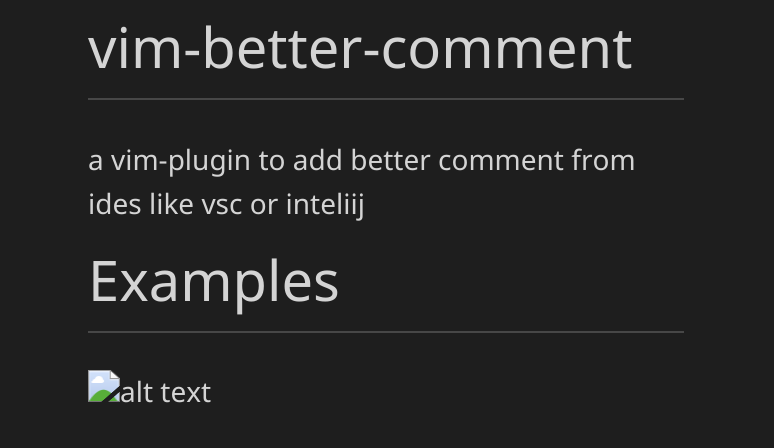 vim-better-comment
a vim-plugin to add better comment from
ides like vsc or inteliij
Examples
alt text